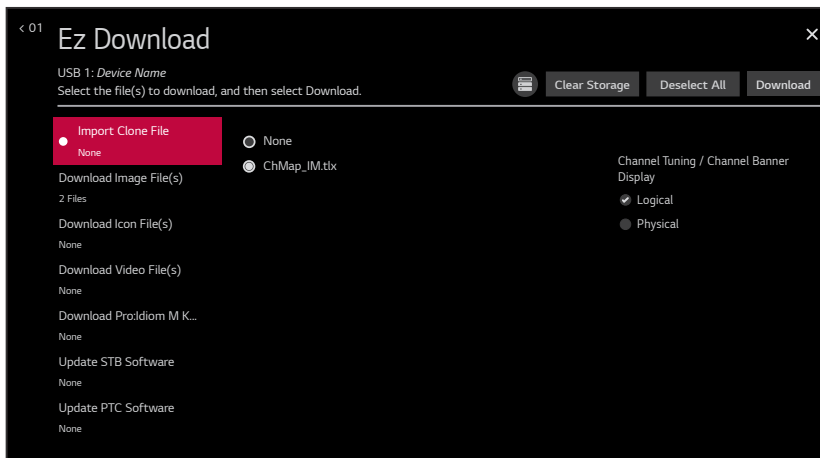 < 01
Ez Download
×
USB 1: Device Name
Select the file(s) to download, and then select Download.
Clear Storage
Deselect All
Download
Import Clone File
None
Download Image File(s)
2 Files
Download Icon File(s)
None
Download Video File(s)
None
Download Pro:Idiom M K...
None
Update STB Software
None
Update PTC Software
None
None
ChMap_IM.tlx
Channel Tuning / Channel Banner
Display
Logical
Physical